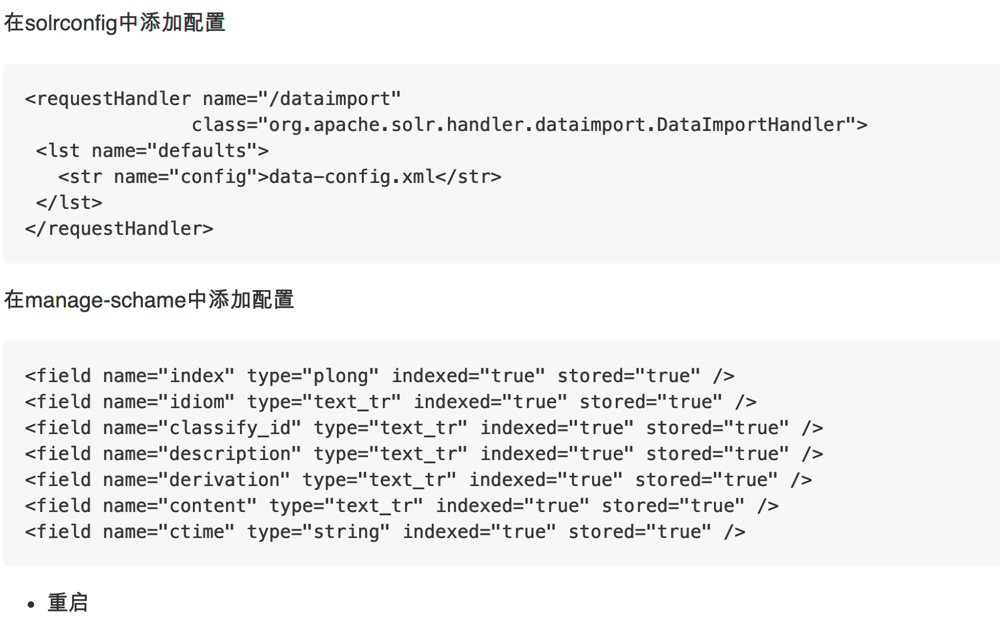 在solrconfig中添加配置
<requestHandler name="/dataimport"
               class="org.apache.solr.handler.dataimport.DataImportHandler">
 <lst name="defaults">
   <str name="config">data-config.xml</str>
 </lst>
</requestHandler>
在manage-schame中添加配置
<field name="index" type="plong" indexed="true" stored="true" />
<field name="idiom" type="text_tr" indexed="true" stored="true" />
<field name="classify_id" type="text_tr" indexed="true" stored="true" />
<field name="description" type="text_tr" indexed="true" stored="true" />
<field name="derivation" type="text_tr" indexed="true" stored="true" />
<field name="content" type="text_tr" indexed="true" stored="true" />
<field name="ctime" type="string" indexed="true" stored="true" />
• 重启